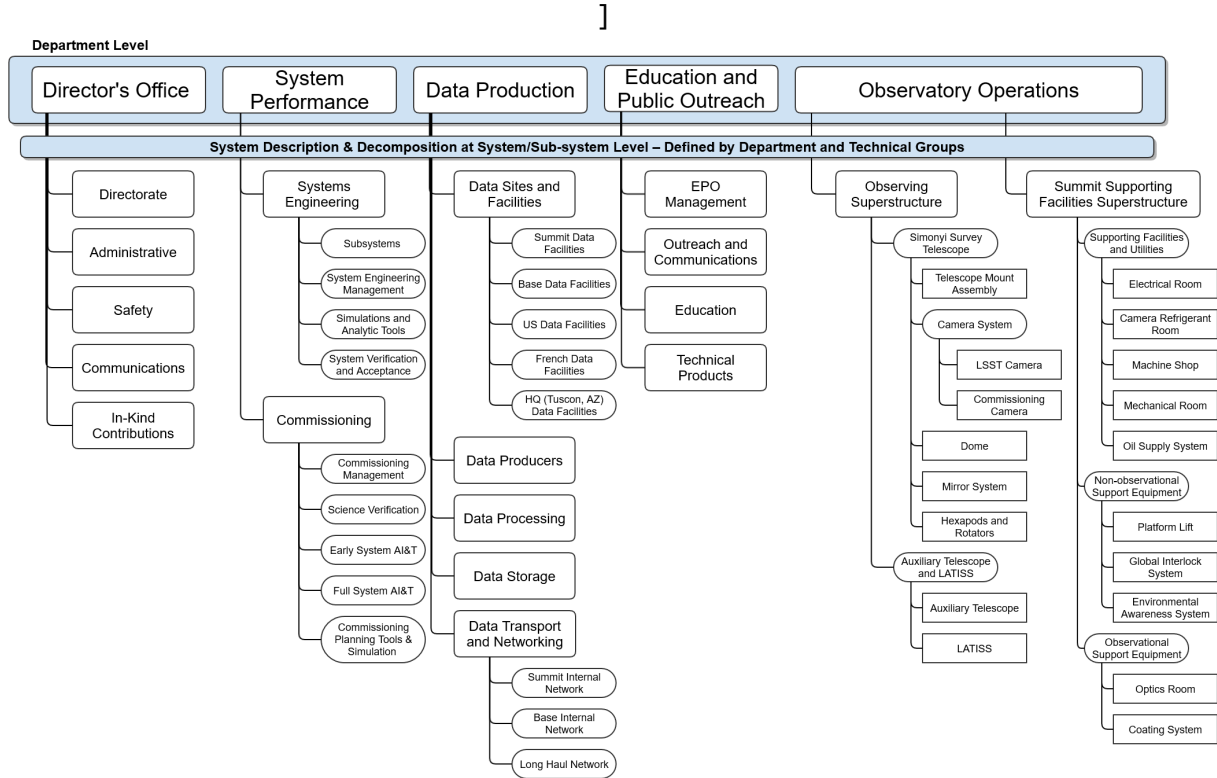 ]
Department Level
Director's Office
System
Performance
Data Production
Education and
Public Outreach
Observatory Operations
System Description & Decomposition at System/Sub-system Level – Defined by Department and Technical Groups
Directorate
Administrative
Safety
Communications
In-Kind
Contributions
Systems
Engineering
Subsystems
System Engineering
Management
Simulations and
Analytic Tools
System Verification
and Acceptance
Commissioning
Commissioning
Management
Science Verification
Early System AI&T
Full System AI&T
Commissioning
Planning Tools &
Simulation
Data Sites and
Facilities
Summit Data
Facilities
Base Data Facilities
US Data Facilities
French Data
Facilities
HQ (Tuscon, AZ)
Data Facilities
Data Producers
Data Processing
Data Storage
Data Transport
and Networking
Summit Internal
Network
Base Internal
Network
Long Haul Network
EPO
Management
Outreach and
Communications
Education
Technical
Products
Observing
Superstructure
Simonyi Survey
Telescope
Telescope Mount
Assembly
Camera System
LSST Camera
Commissioning
Camera
Dome
Mirror System
Hexapods and
Rotators
Auxiliary Telescope
and LATISS
Auxiliary Telescope
LATISS
Summit Supporting
Facilities Superstructure
Supporting Facilities
and Utilities
Electrical Room
Camera Refrigerant
Room
Machine Shop
Mechanical Room
Oil Supply System
Non-observational
Support Equipment
Platform Lift
Global Interlock
System
Environmental
Awareness System
Observational
Support Equipment
Optics Room
Coating System